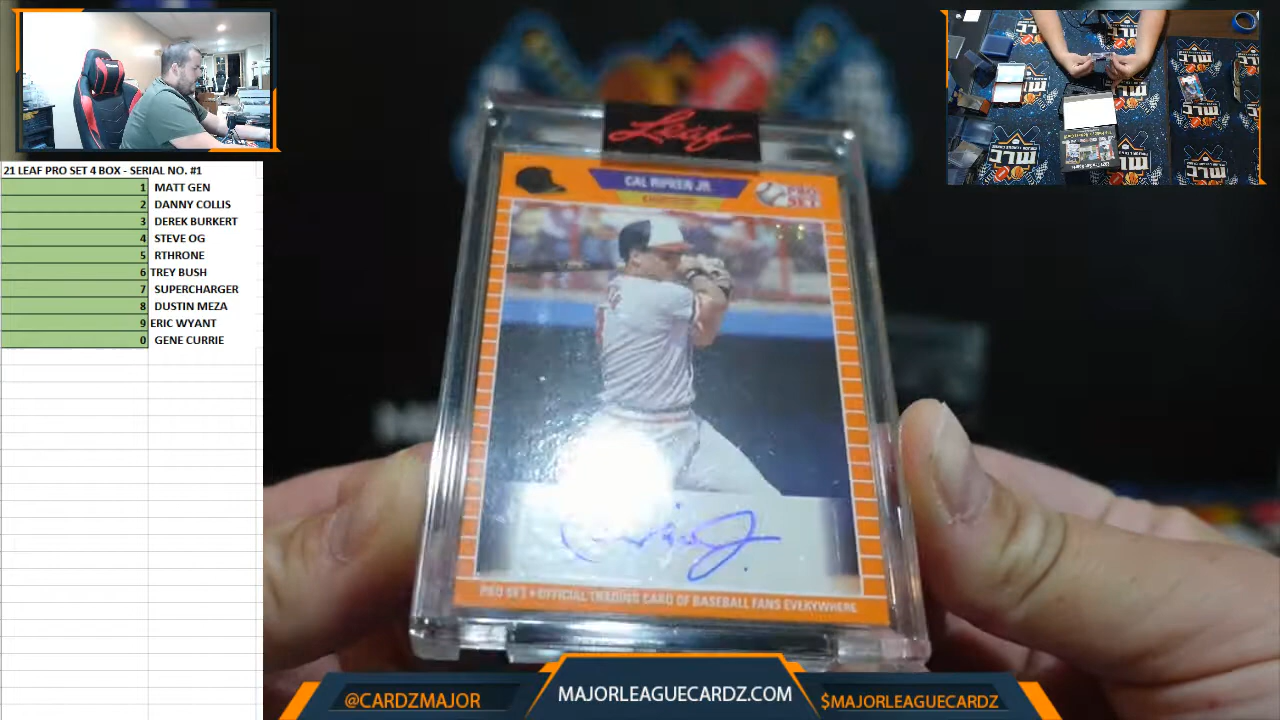 21 LEAF PRO SET 4 BOX - SERIAL NO. #1
1 MATT GEN
2 DANNY COLLIS
3 DEREK BURKERT
4 STEVE OG
5 RTHRONE
6 TREY BUSH
7 SUPERCHARGER
8 DUSTIN MEZA
9 ERIC WYANT
0 GENE CURRIE
Leaf
CAL RIPKEN JR.
PRO
SET
PRO SET • OFFICIAL TRADING CARD OF BASEBALL FANS EVERYWHERE
@CARDZMAJOR
MAJORLEAGUECARDZ.COM
$MAJORLEAGUECARDZ